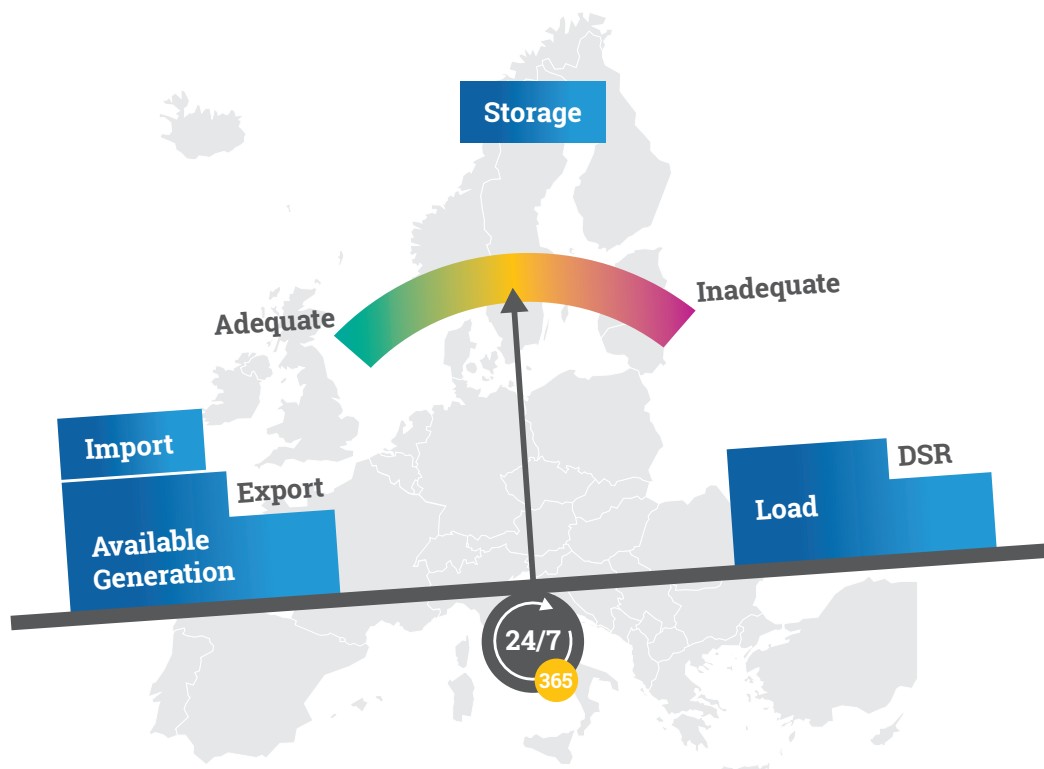 Storage
Adequate
Inadequate
Import
Export
Available
Generation
DSR
Load
24/7
365